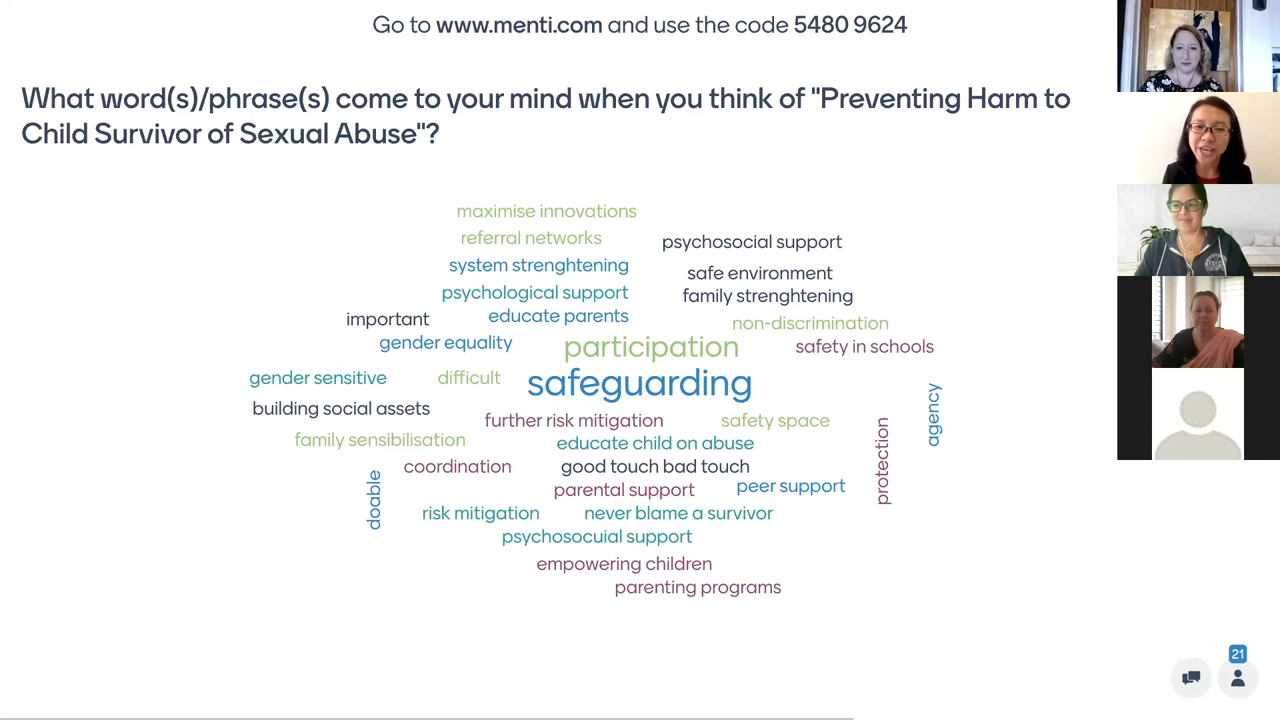 Go to www.menti.com and use the code 5480 9624
What word(s)/phrase(s) come to your mind when you think of "Preventing Harm to
Child Survivor of Sexual Abuse"?
maximise innovations
referral networks
psychosocial support
system strenghtening
safe environment
psychological support
family strenghtening
important
educate parents
non-discrimination
gender equality
participation
safety in schools
gender sensitive
difficult
safeguarding
agency
building social assets
further risk mitigation
safety space
family sensibilisation
educate child on abuse
protection
coordination
good touch bad touch
doable
parental support
peer support
risk mitigation
never blame a survivor
psychosocuial support
empowering children
parenting programs
21